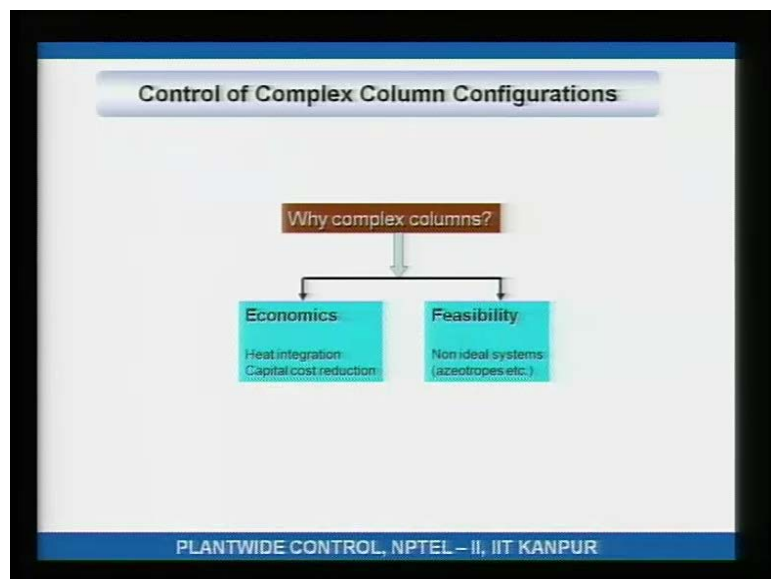 Control of Complex Column Configurations
Why complex columns?
Economics
Heat integration
Capital cost reduction
Feasibility
Non ideal systems
(azeotropes etc.)
PLANTWIDE CONTROL, NPTEL – II, IIT KANPUR